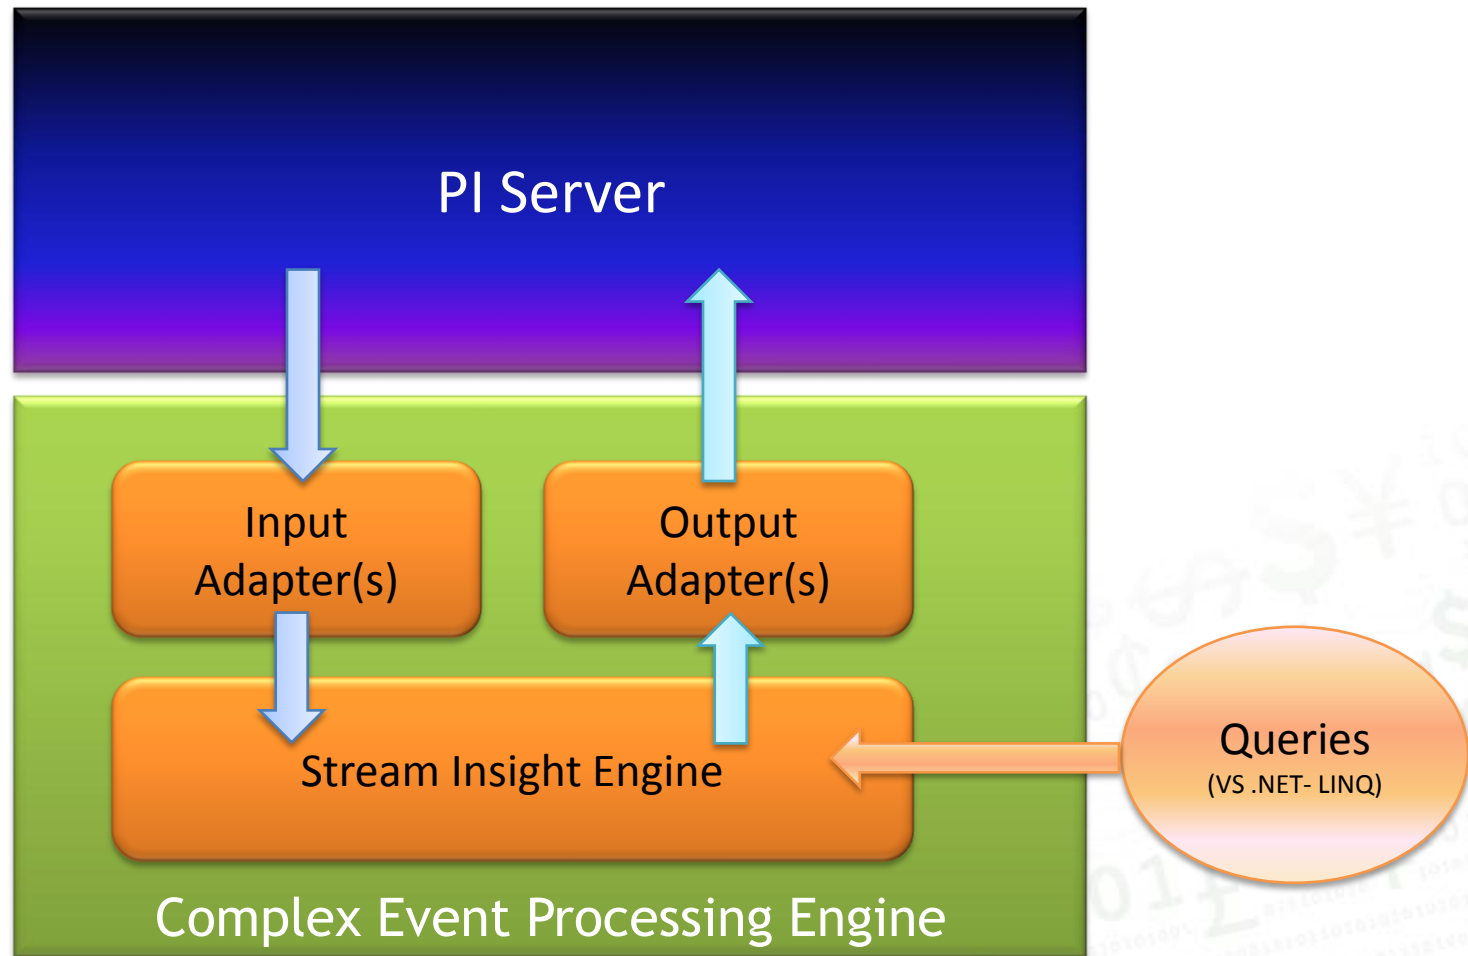 PI Server
Input
Adapter(s)
Output
Adapter(s)
Stream Insight Engine
Queries
(VS .NET- LINQ)
Complex Event Processing Engine